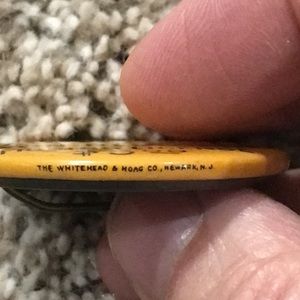 THE WHITEHEAD & HOAG CO., NEWARK, N.J.